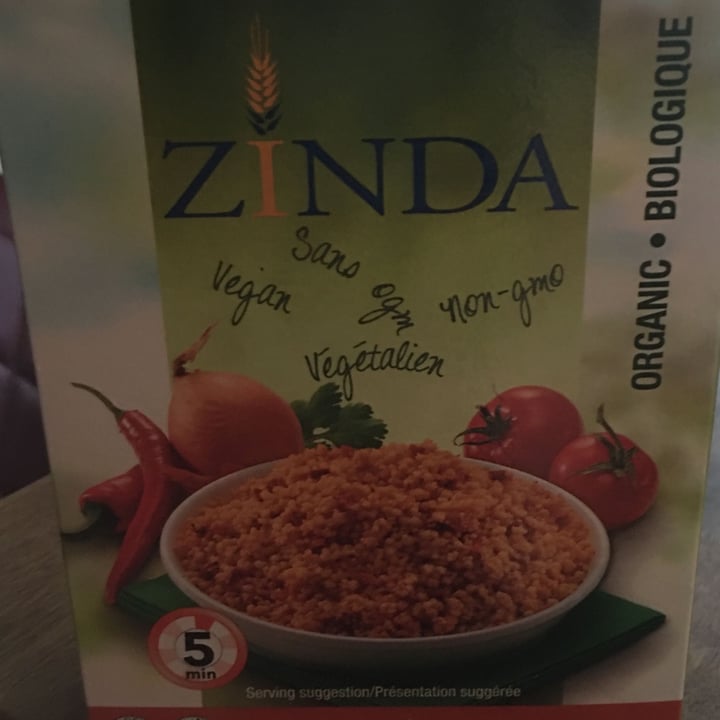 ZINDA
ORGANIC • BIOLOGIQUE
Vegan
Sans ogm
non-gmo
Végétalien
5
min
Serving suggestion/Présentation suggérée